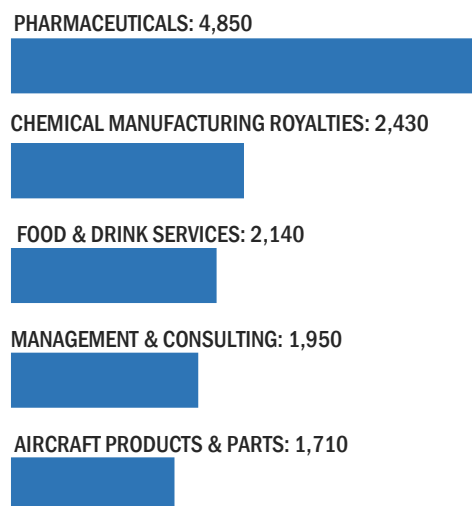 PHARMACEUTICALS: 4,850
CHEMICAL MANUFACTURING ROYALTIES: 2,430
FOOD & DRINK SERVICES: 2,140
MANAGEMENT & CONSULTING: 1,950
AIRCRAFT PRODUCTS & PARTS: 1,710